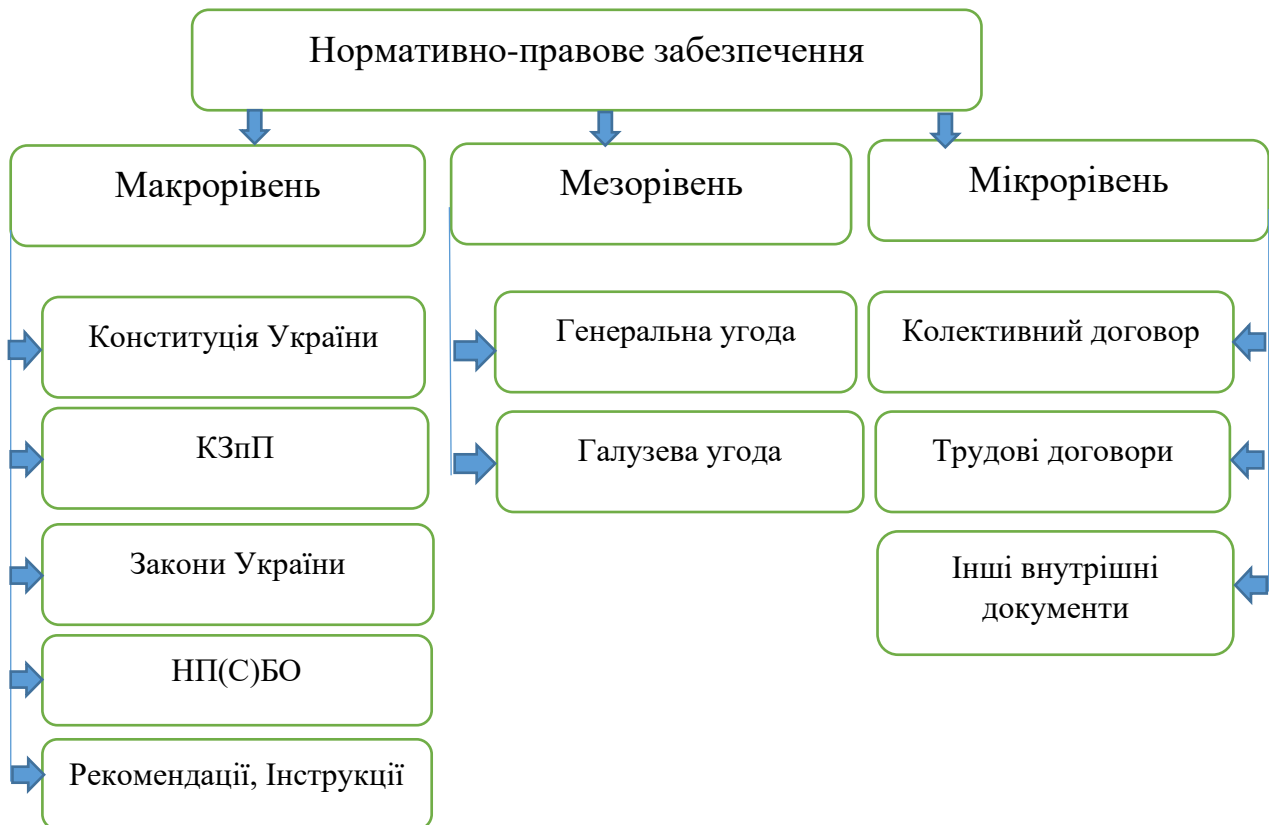 Нормативно-правове забезпечення
Макрорівень
Мезорівень
Мікрорівень
Конституція України
Генеральна угода
Колективний договор
КЗпП
Галузева угода
Трудові договори
Закони України
Інші внутрішні
документи
НП(С)БО
Рекомендації, Інструкції